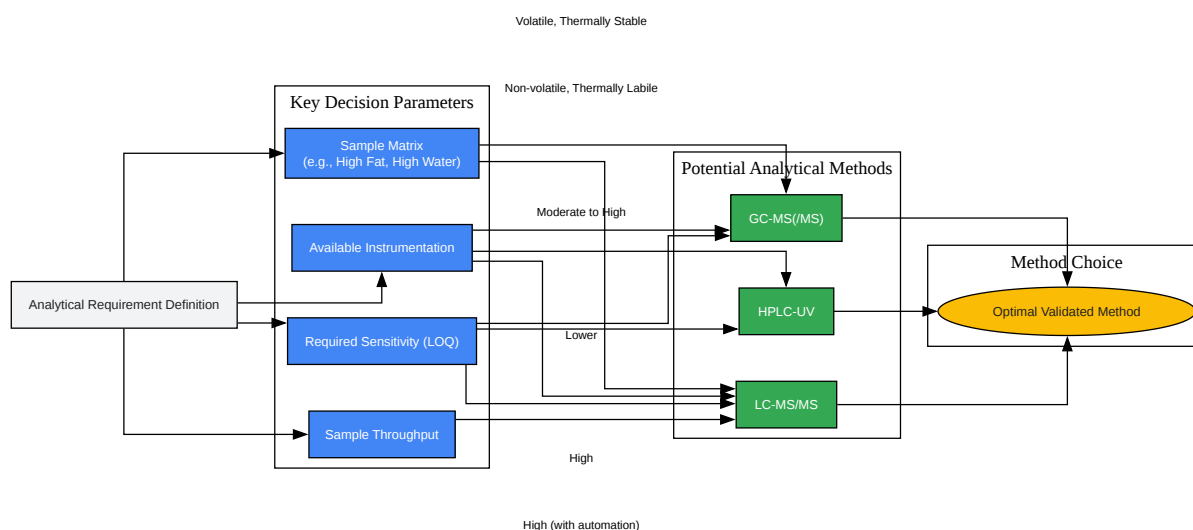 Volatile, Thermally Stable
Non-volatile, Thermally Labile
Key Decision Parameters
Sample Matrix
(e.g., High Fat, High Water)
Potential Analytical Methods
Moderate to High
GC-MS(/MS)
Available Instrumentation
Method Choice
Analytical Requirement Definition
HPLC-UV
Optimal Validated Method
Required Sensitivity (LOQ)
Lower
LC-MS/MS
Sample Throughput
High
High (with automation)